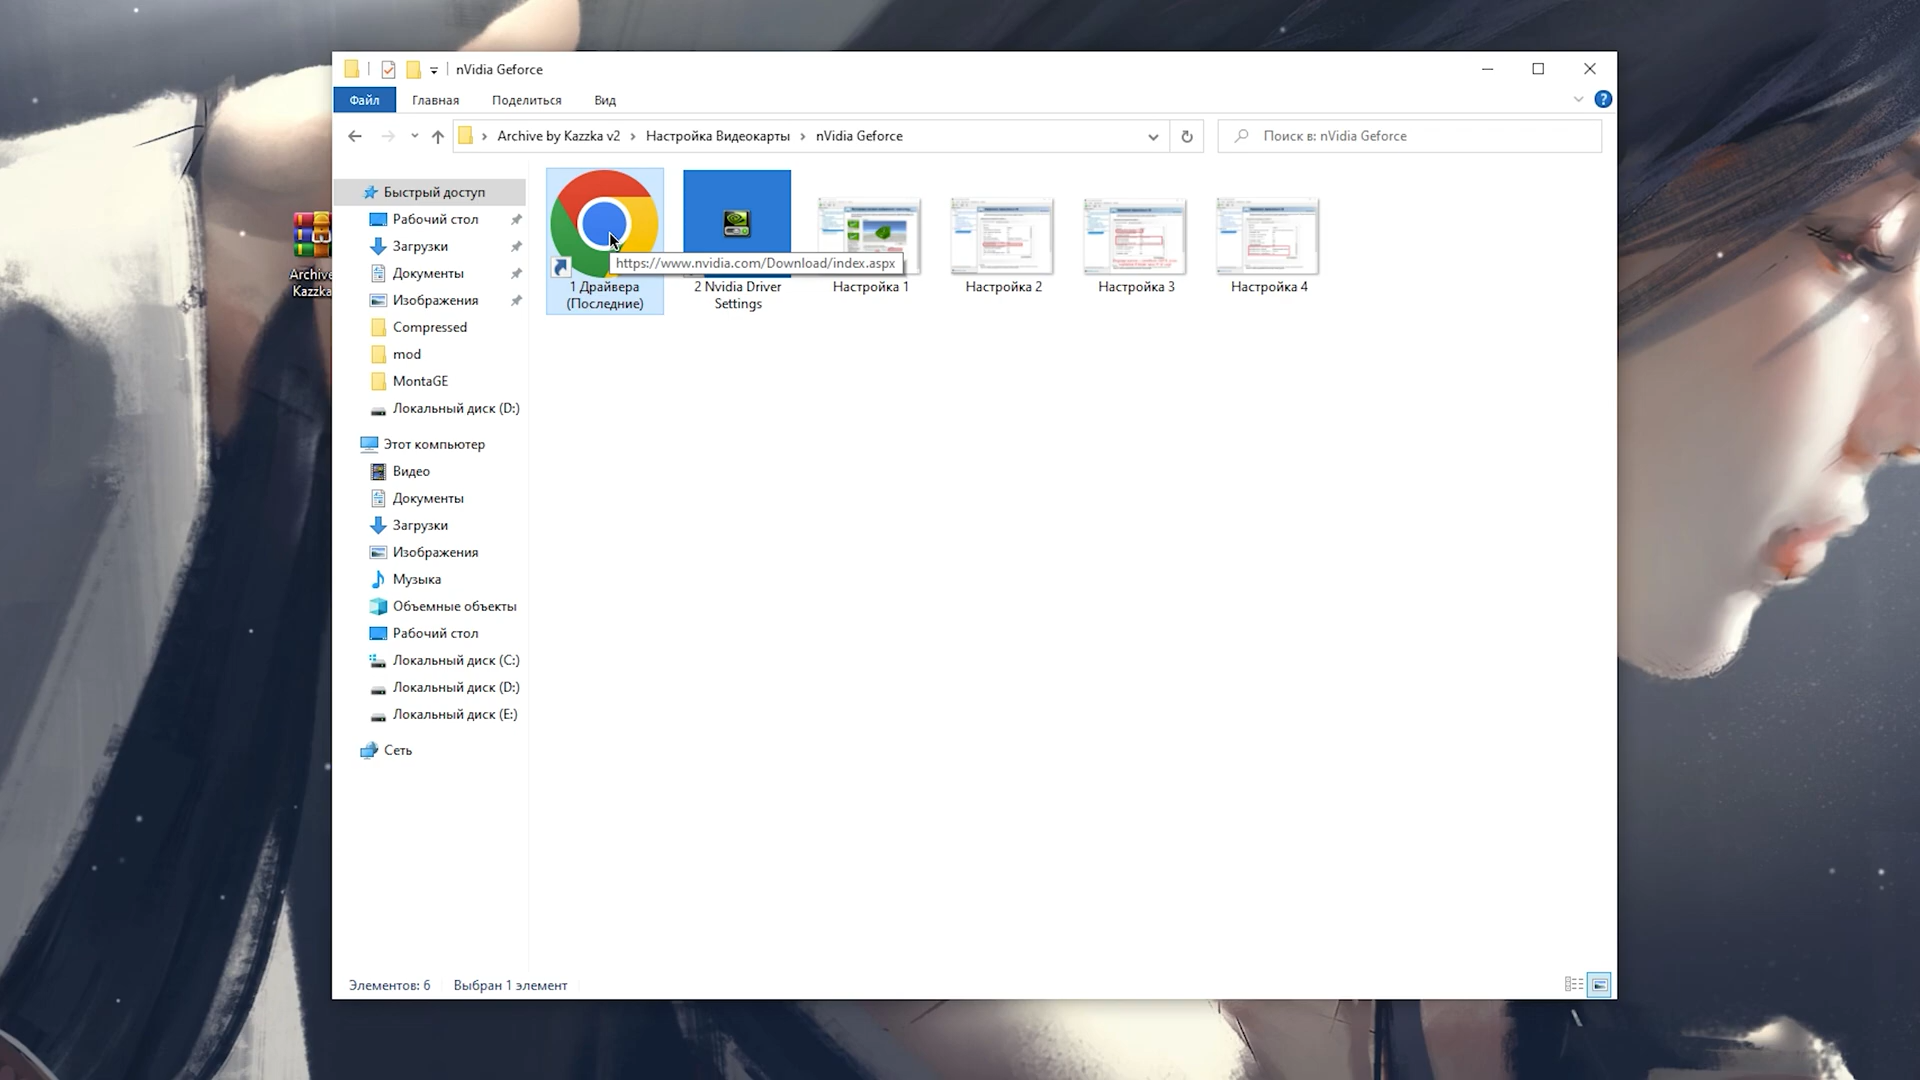 nVidia Geforce
Файл Главная Поделиться Вид
Archive by Kazzka v2 Настройка Видеокарты nVidia Geforce
Поиск в: nVidia Geforce
Быстрый доступ
Рабочий стол
Загрузки
Документы
Изображения
Compressed
mod
MontaGE
Локальный диск (D:)
Этот компьютер
Видео
Документы
Загрузки
Изображения
Музыка
Объемные объекты
Рабочий стол
Локальный диск (C:)
Локальный диск (D:)
Локальный диск (E:)
Сеть
https://www.nvidia.com/Download/index.aspx
1 Драйвера
(Последние)
2 Nvidia Driver
Settings
Настройка 1
Настройка 2
Настройка 3
Настройка 4
Archive
Kazzka
Элементов: 6 Выбран 1 элемент